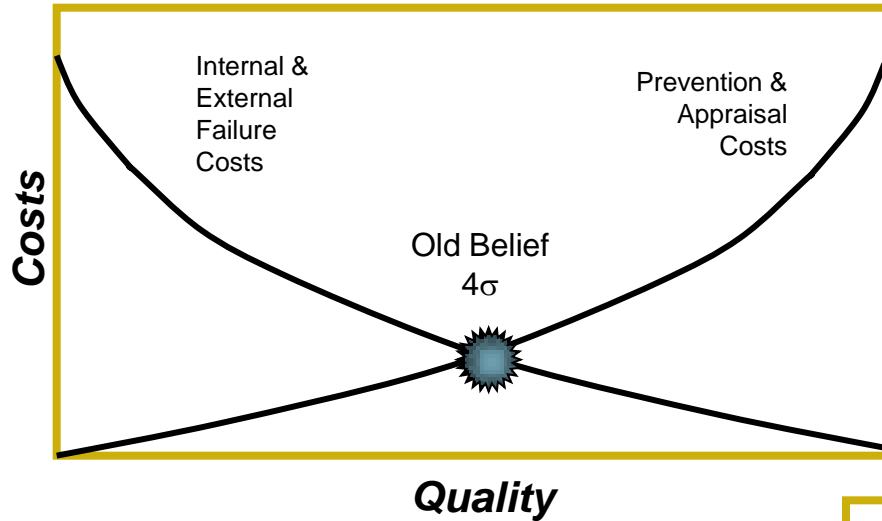 Internal &
External
Failure
Costs
Prevention &
Appraisal
Costs
Old Belief
4σ
Costs
Quality